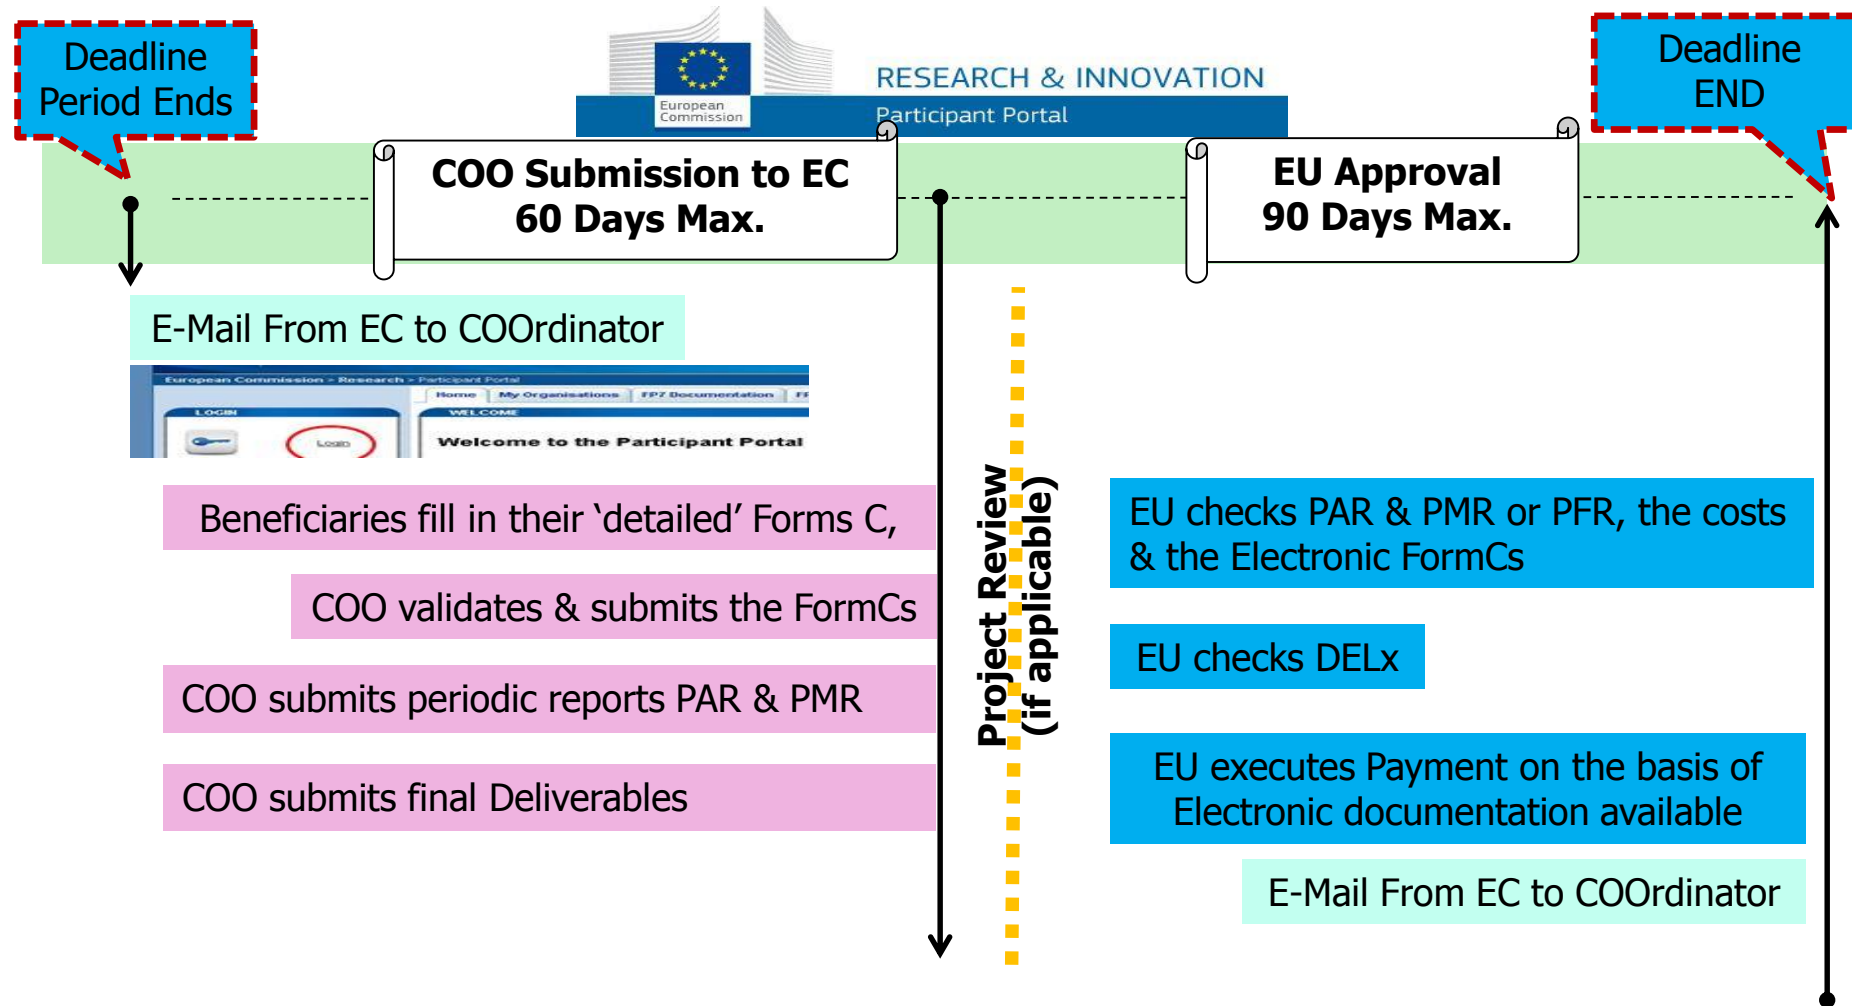 Deadline
Period Ends
European
Commission
RESEARCH & INNOVATION
Participant Portal
Deadline
END
COO Submission to EC
60 Days Max.
EU Approval
90 Days Max.
E-Mail From EC to COOrdinator
European Commission > Research > Participant Portal
Home
My Organisations
FP7 Documentation
LOGIN
WELCOME
Login
Welcome to the Participant Portal
Beneficiaries fill in their ‘detailed’ Forms C,
COO validates & submits the FormCs
COO submits periodic reports PAR & PMR
COO submits final Deliverables
Project Review
(if applicable)
EU checks PAR & PMR or PFR, the costs
& the Electronic FormCs
EU checks DELx
EU executes Payment on the basis of
Electronic documentation available
E-Mail From EC to COOrdinator